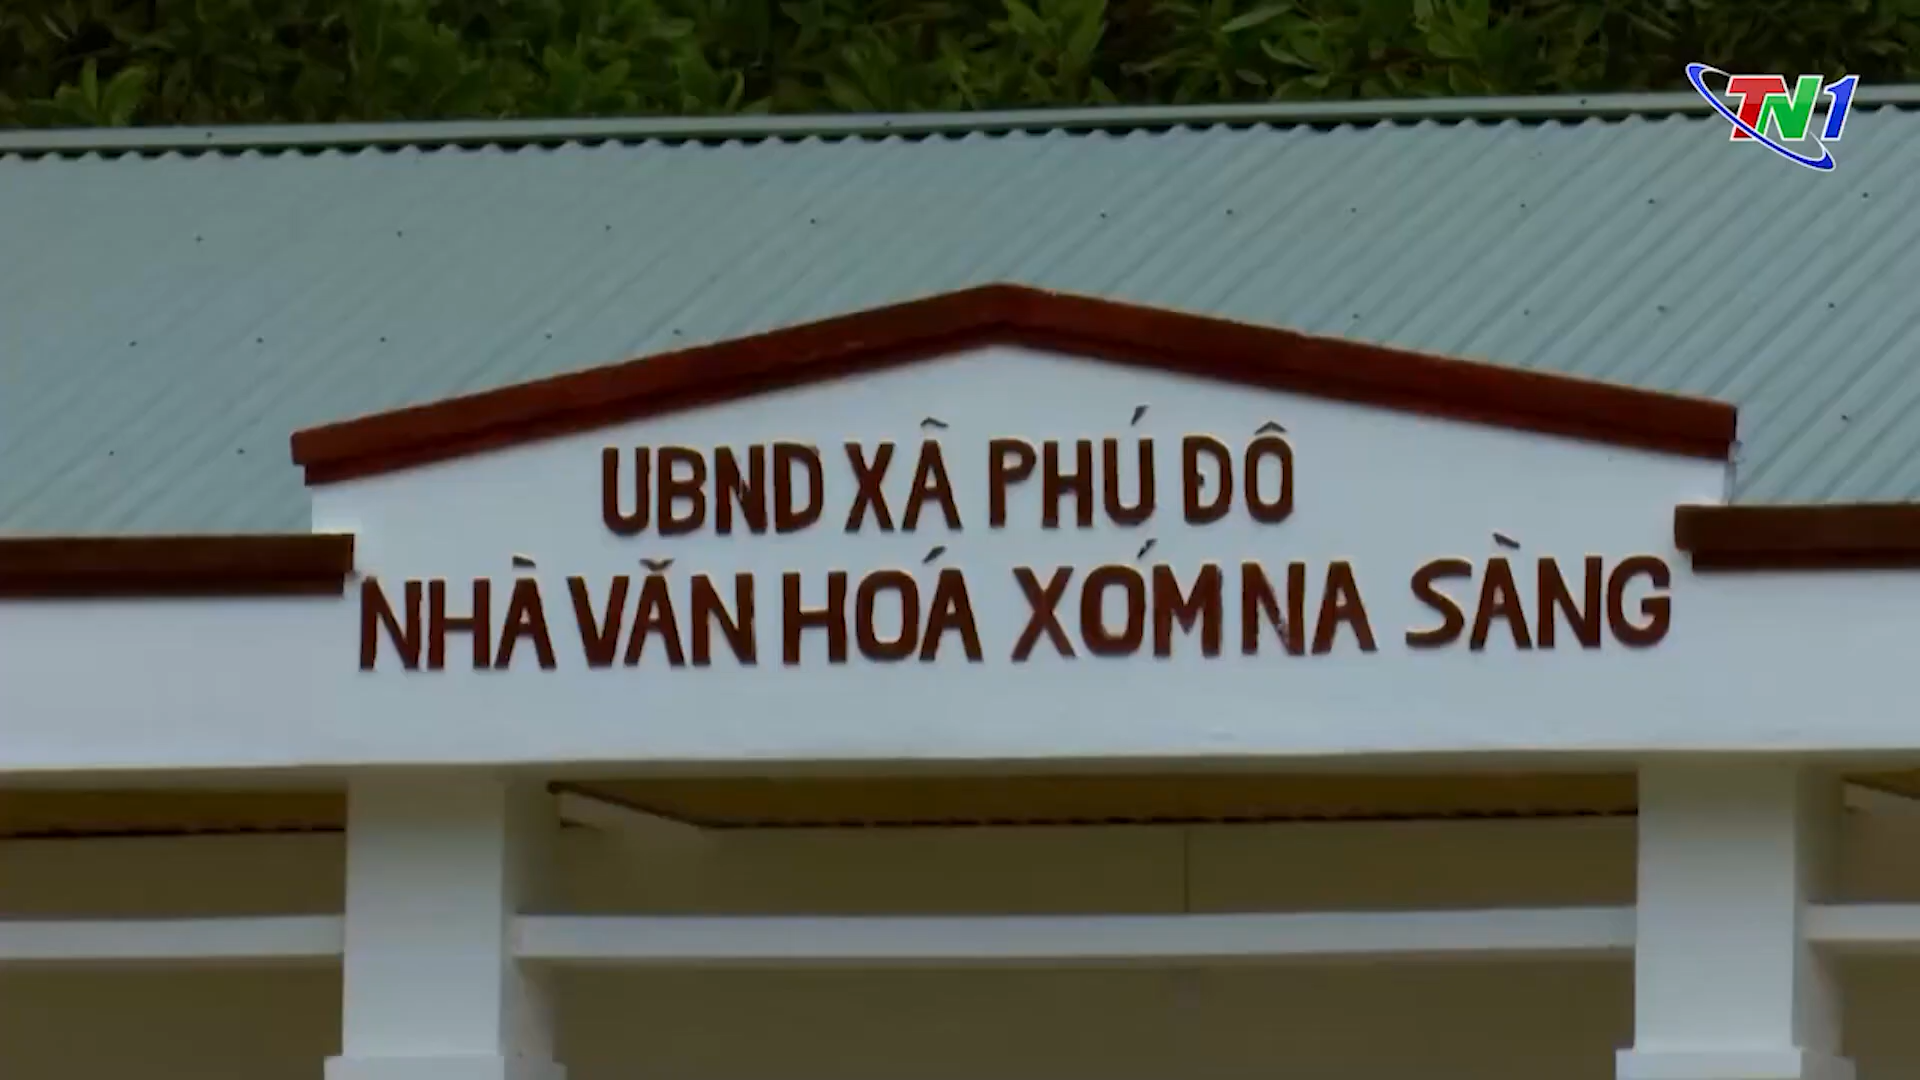 TN1
UBND XÃ PHÚ ĐÔ
NHÀ VĂN HOÁ XÓM NA SÀNG